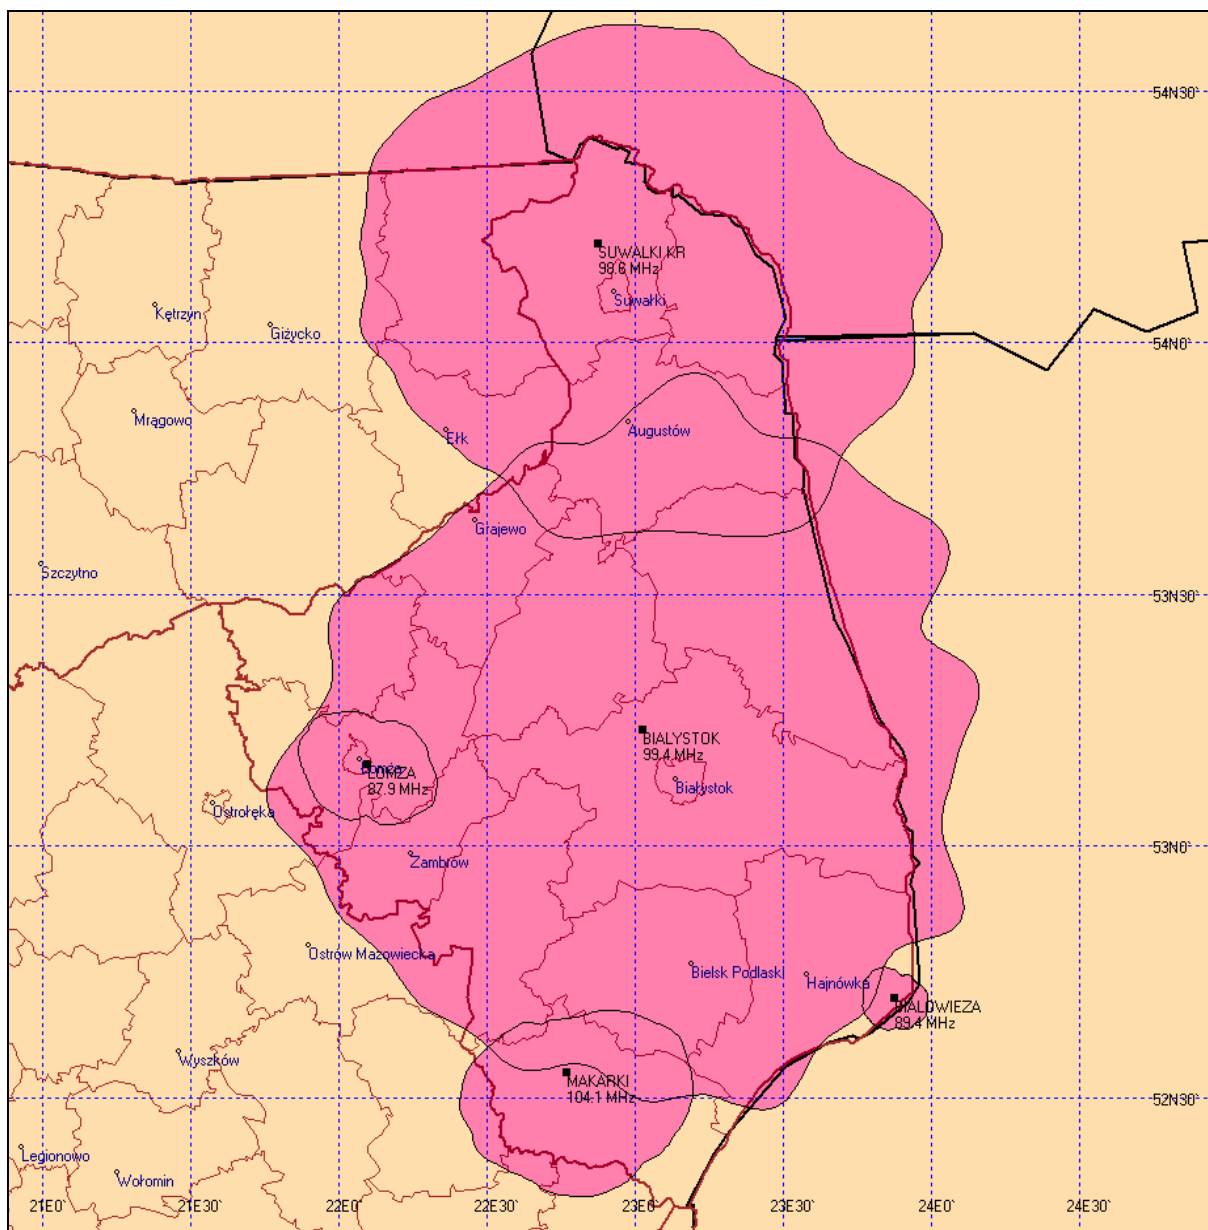 54N30`
SUWALKI KR
98.6 MHz
Suwałki
Kętrzyn
Giżycko
54N0`
Mrągowo
Augustów
Ełk
Grajewo
Szczytno
53N30`
BIALYSTOK
99.4 MHz
Łomża
LOMZA
87.9 MHz
Białystok
Ostrołęka
53N0`
Zambrów
Ostrów Mazowiecka
Bielsk Podlaski
Hajnówka
BIALOWIEZA
89.4 MHz
Wyszków
MAKARKI
104.1 MHz
52N30`
Legionowo
Wołomin
21E0` 21E30` 22E0` 22E30` 23E0` 23E30` 24E0` 24E30`